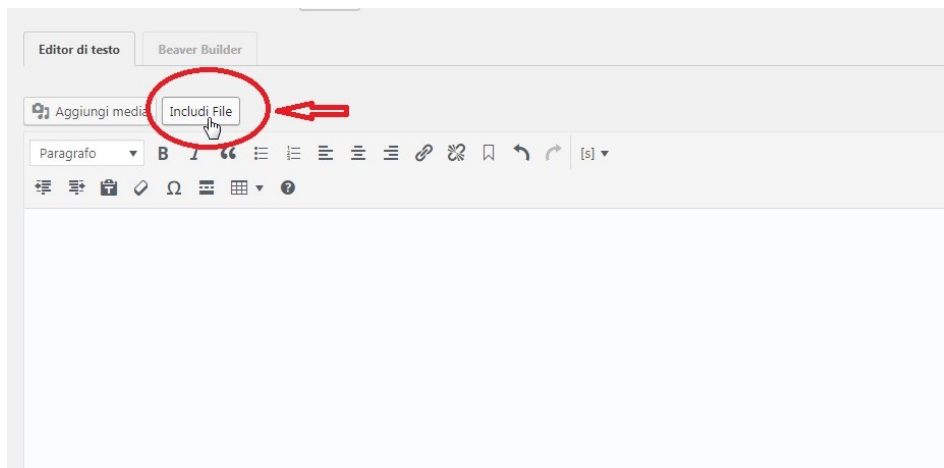 Editor di testo
Beaver Builder
Aggiungi media
Includi File
Paragrafo B I [s]